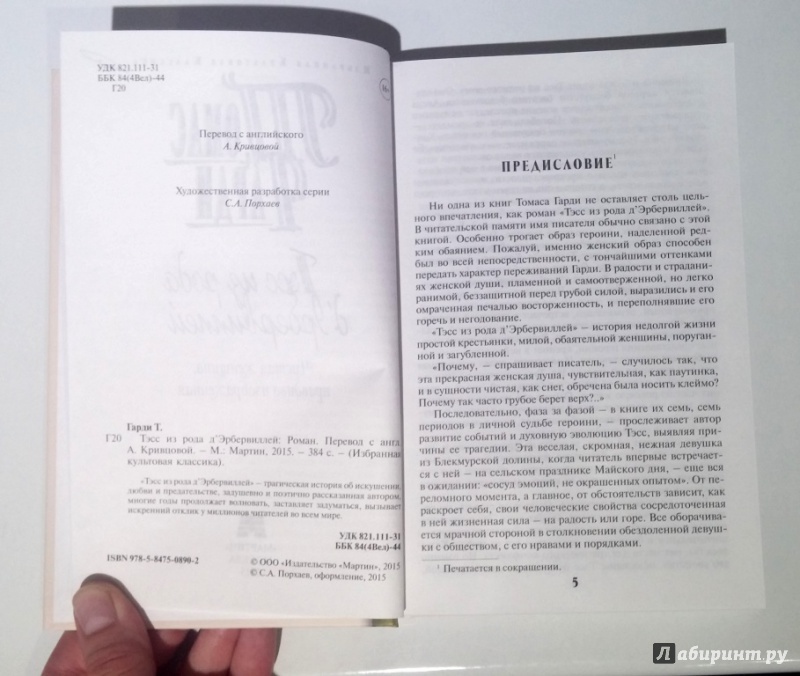 УДК 821.111-31
ББК 84(4Вел)-44
Г20
Перевод с английского
А. Кривцовой
Художественная разработка серии
С.А. Порхаев
Гарди Т.
Г20 Тэсс из рода д’Эрбервиллей: Роман. Перевод с англ.
А. Кривцовой. – М.: Мартин, 2015. – 384 с. – (Избранная
культовая классика).
«Тэсс из рода д’Эрбервиллей» – трагическая история об искушении,
любви и предательстве, задушевно и поэтично рассказанная автором,
многие годы продолжает волновать, заставляет задуматься, вызывает
искренний отклик у миллионов читателей во всем мире.
УДК 821.111-31
ББК 84(4Вел)-44
ISBN 978-5-8475-0890-2
© ООО «Издательство «Мартин», 2015
© С.А. Порхаев, оформление, 2015
ПРЕДИСЛОВИЕ¹
Ни одна из книг Томаса Гарди не оставляет столь цель-
ного впечатления, как роман «Тэсс из рода д’Эрбервиллей».
В читательской памяти имя писателя обычно связано с этой
книгой. Особенно трогает образ героини, наделенной ред-
ким обаянием. Пожалуй, именно женский образ способен
был во всей непосредственности, с тончайшими оттенками
передать характер переживаний Гарди. В радости и страдани-
ях женской души, пламенной и самоотверженной, но легко
ранимой, беззащитной перед грубой силой, выразились и его
омраченная печалью восторженность, и переполнявшие его
горечь и негодование.
«Тэсс из рода д’Эрбервиллей» – история недолгой жизни
простой крестьянки, милой, обаятельной женщины, поруган-
ной и загубленной.
«Почему, – спрашивает писатель, – случилось так, что
эта прекрасная женская душа, чувствительная, как паутинка,
и в сущности чистая, как снег, обречена была носить клеймо?
Почему так часто грубое берет верх?..»
Последовательно, фаза за фазой – в книге их семь, семь
периодов в личной судьбе героини, – прослеживает автор
развитие событий и духовную эволюцию Тэсс, выявляя при-
чины ее трагедии. Эта веселая, скромная, нежная девушка
из Блекмурской долины, когда читатель впервые встречает-
ся с ней – на сельском празднике Майского дня, – еще вся
в ожидании: «сосуд эмоций, не окрашенных опытом». От пе-
реломного момента, а главное, от обстоятельств зависит, как
раскроет себя, свои человеческие свойства сосредоточенная
в ней жизненная сила – на радость или горе. Все оборачива-
ется мрачной стороной в столкновении обездоленной девуш-
ки с обществом, с его нравами и порядками.
¹ Печатается в сокращении.
5
Лабиринт.ру